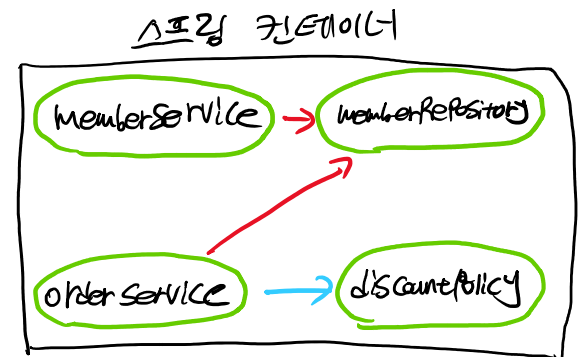 스프링 컨테이너
memberService
memberRepository
orderService
discountPolicy